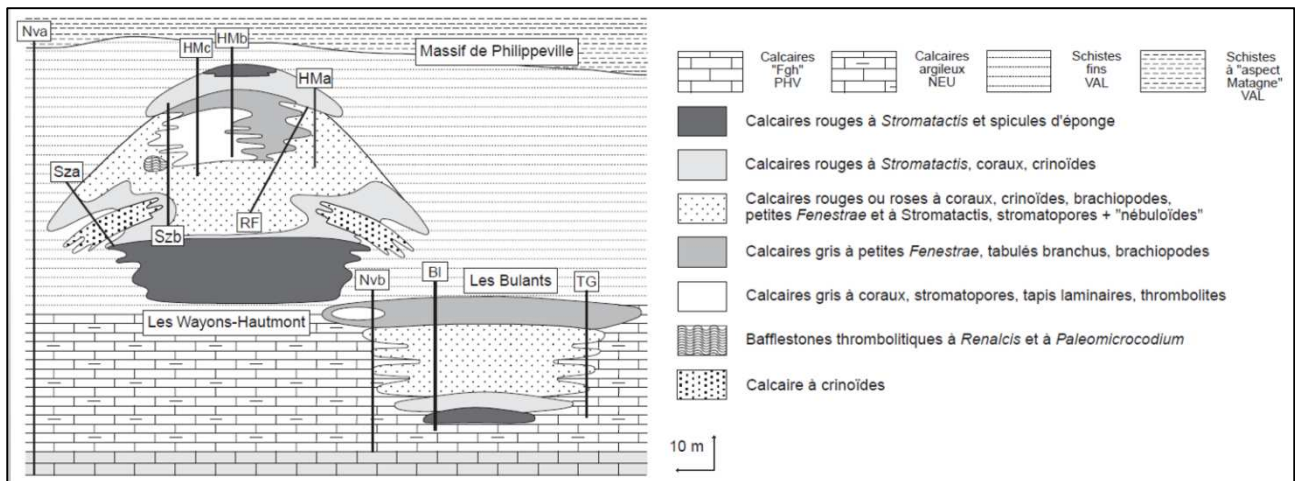 Nva
HMc
HMb
HMa
Massif de Philippeville
Sza
Szb
RF
Nvb
Bl
Les Bulants
TG
Les Wayons-Hautmont
Calcaires
"Fgh"
PHV
Calcaires
argileux
NEU
Schistes
fins
VAL
Schistes
à "aspect
Matagne"
VAL
Calcaires rouges à Stromatactis et spicules d'éponge
Calcaires rouges à Stromatactis, coraux, crinoïdes
Calcaires rouges ou roses à coraux, crinoïdes, brachiopodes,
petites Fenestrae et à Stromatactis, stromatopores + "nébuloïdes"
Calcaires gris à petites Fenestrae, tabulés branchus, brachiopodes
Calcaires gris à coraux, stromatopores, tapis laminaires, thrombolites
Bafflestones thrombolitiques à Renalcis et à Paleomicrocodium
Calcaire à crinoïdes
10 m